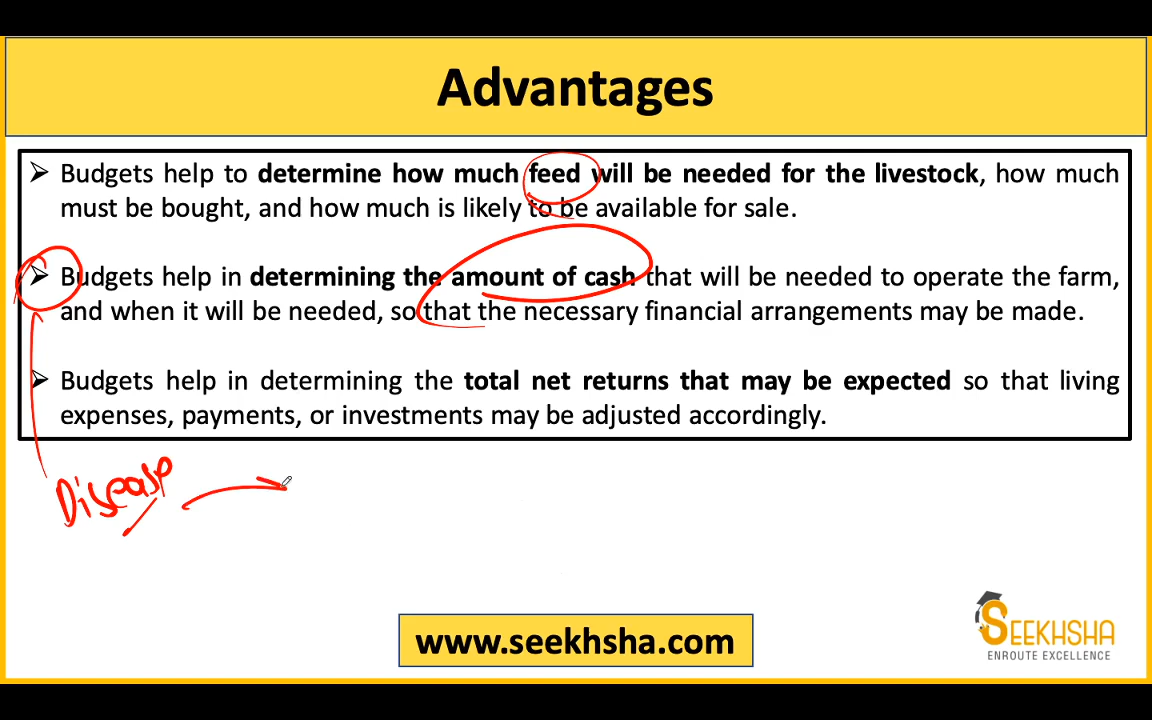 Advantages
➢ Budgets help to determine how much feed will be needed for the livestock, how much
must be bought, and how much is likely to be available for sale.
➢ Budgets help in determining the amount of cash that will be needed to operate the farm,
and when it will be needed, so that the necessary financial arrangements may be made.
➢ Budgets help in determining the total net returns that may be expected so that living
expenses, payments, or investments may be adjusted accordingly.
Disease
www.seekhsha.com
SEEKHSHA
ENROUTE EXCELLENCE